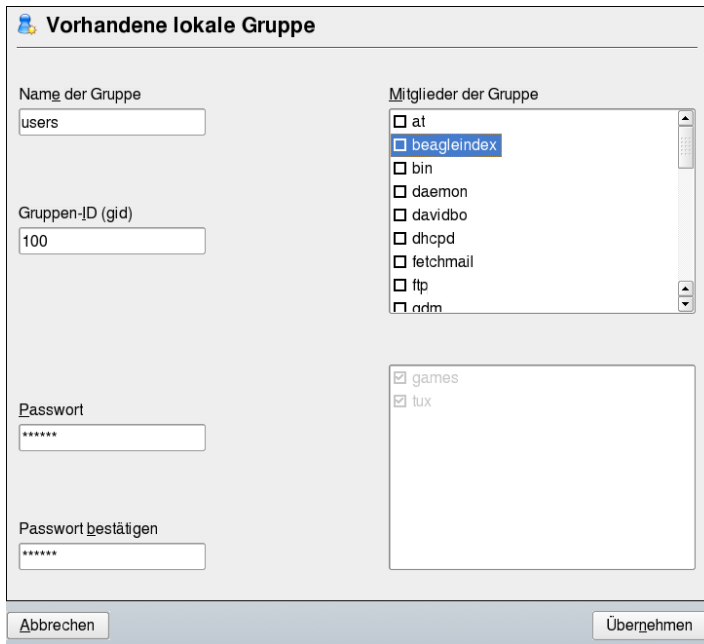 Vorhandene lokale Gruppe
Name der Gruppe
users
Gruppen-ID (gid)
100
Passwort
******
Passwort bestätigen
******
Mitglieder der Gruppe
at
beagleindex
bin
daemon
davidbo
dhcpd
fetchmail
ftp
gdm
games
tux
Abbrechen
Übernehmen